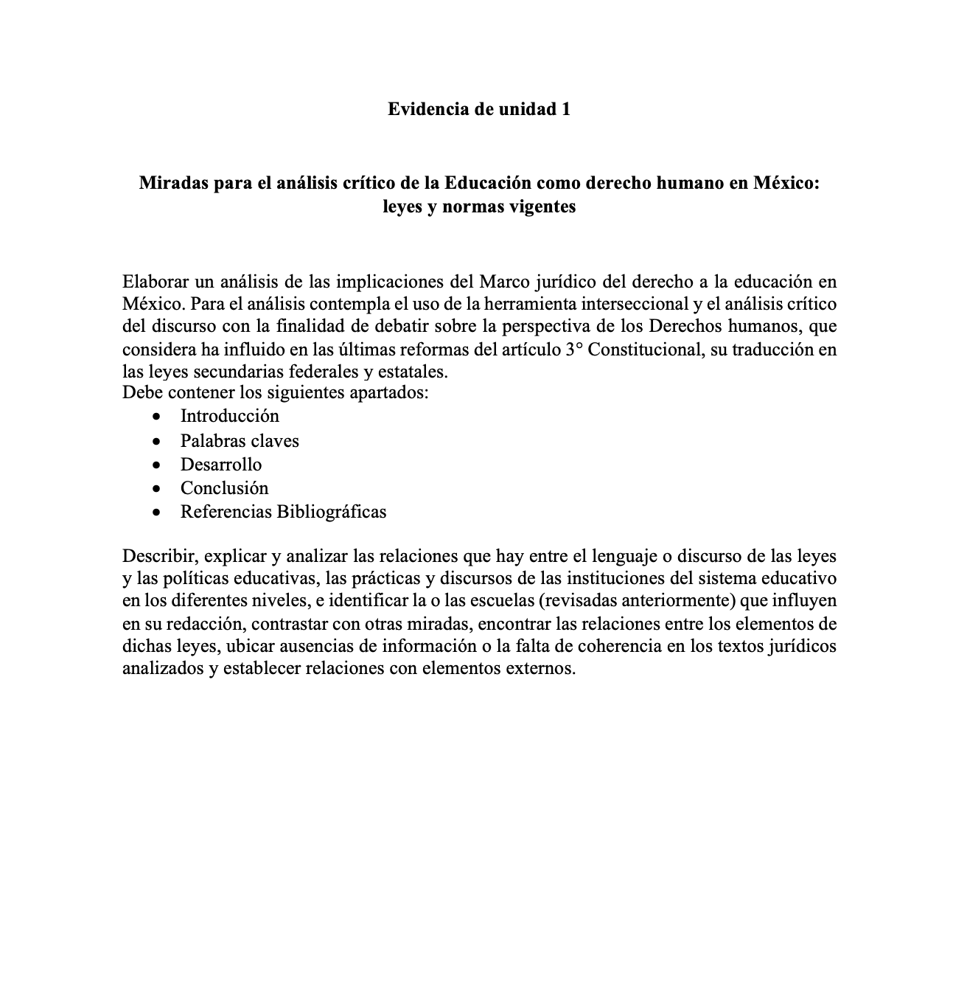 Evidencia de unidad 1
Miradas para el análisis crítico de la Educación como derecho humano en México:
leyes y normas vigentes
Elaborar un análisis de las implicaciones del Marco jurídico del derecho a la educación en
México. Para el análisis contempla el uso de la herramienta interseccional y el análisis crítico
del discurso con la finalidad de debatir sobre la perspectiva de los Derechos humanos, que
considera ha influido en las últimas reformas del artículo 3° Constitucional, su traducción en
las leyes secundarias federales y estatales.
Debe contener los siguientes apartados:
• Introducción
• Palabras claves
• Desarrollo
• Conclusión
• Referencias Bibliográficas
Describir, explicar y analizar las relaciones que hay entre el lenguaje o discurso de las leyes
y las políticas educativas, las prácticas y discursos de las instituciones del sistema educativo
en los diferentes niveles, e identificar la o las escuelas (revisadas anteriormente) que influyen
en su redacción, contrastar con otras miradas, encontrar las relaciones entre los elementos de
dichas leyes, ubicar ausencias de información o la falta de coherencia en los textos jurídicos
analizados y establecer relaciones con elementos externos.